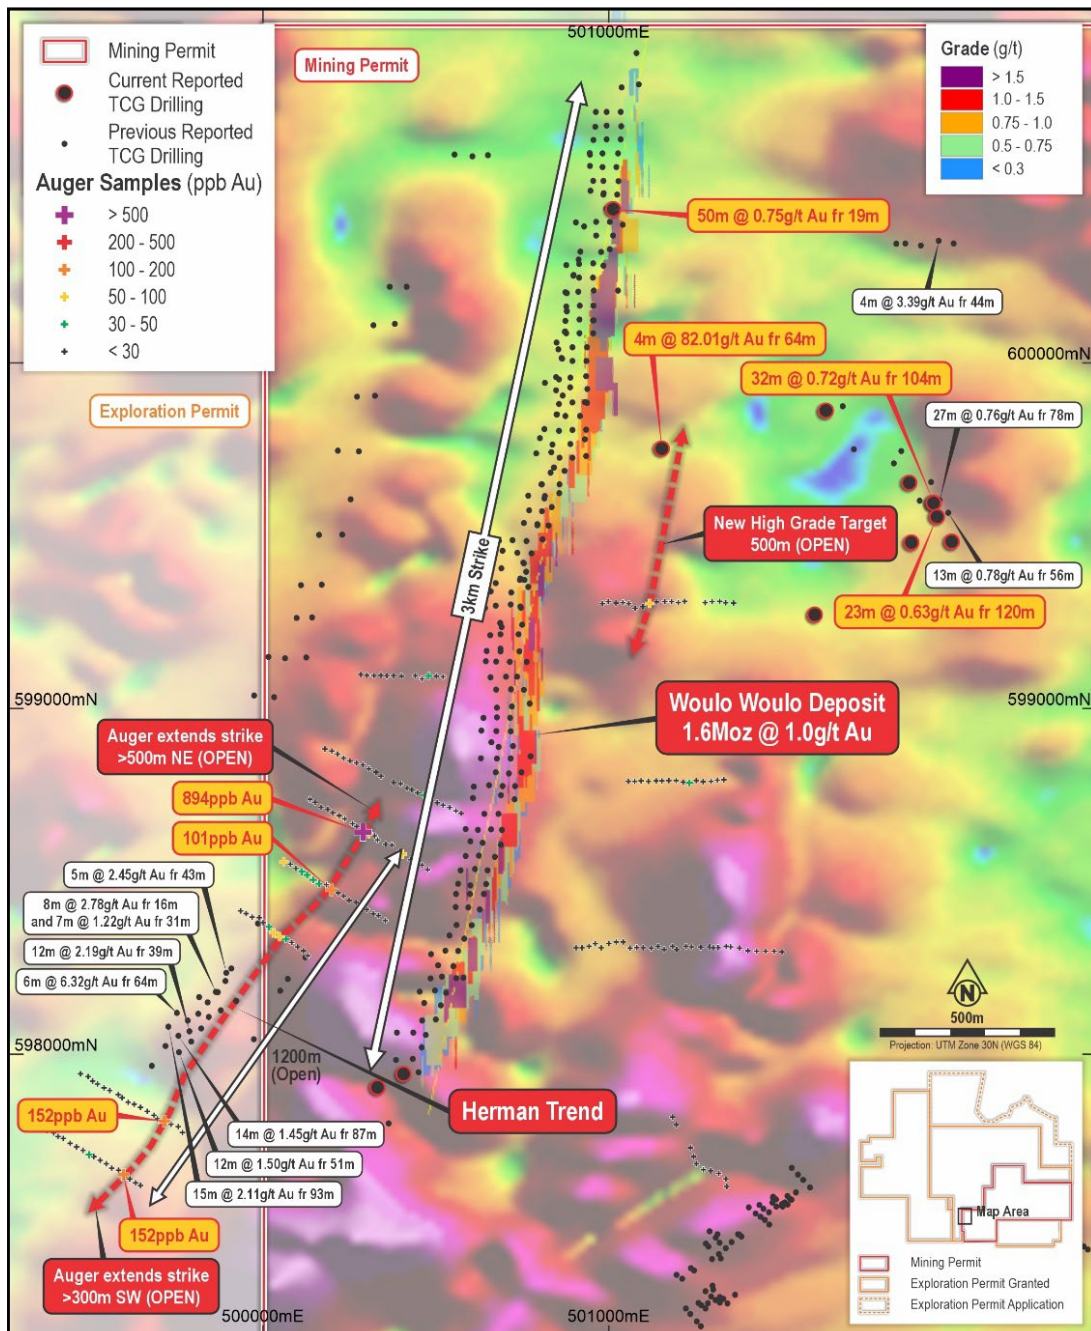 501000mE
Mining Permit
Current Reported
TCG Drilling
Previous Reported
TCG Drilling
Auger Samples (ppb Au)
> 500
200 - 500
100 - 200
50 - 100
30 - 50
< 30
Mining Permit
Grade (g/t)
> 1.5
1.0 - 1.5
0.75 - 1.0
0.5 - 0.75
< 0.3
50m @ 0.75g/t Au fr 19m
4m @ 3.39g/t Au fr 44m
4m @ 82.01g/t Au fr 64m
600000mN
32m @ 0.72g/t Au fr 104m
Exploration Permit
27m @ 0.76g/t Au fr 78m
New High Grade Target
500m (OPEN)
3km Strike
13m @ 0.78g/t Au fr 56m
23m @ 0.63g/t Au fr 120m
599000mN
Woulo Woulo Deposit
1.6Moz @ 1.0g/t Au
Auger extends strike
>500m NE (OPEN)
894ppb Au
101ppb Au
5m @ 2.45g/t Au fr 43m
8m @ 2.78g/t Au fr 16m
and 7m @ 1.22g/t Au fr 31m
12m @ 2.19g/t Au fr 39m
6m @ 6.32g/t Au fr 64m
N
500m
Projection: UTM Zone 30N (WGS 84)
598000mN
1200m
(Open)
Herman Trend
152ppb Au
14m @ 1.45g/t Au fr 87m
12m @ 1.50g/t Au fr 51m
15m @ 2.11g/t Au fr 93m
152ppb Au
Auger extends strike
>300m SW (OPEN)
Map Area
Mining Permit
Exploration Permit Granted
Exploration Permit Application
500000mE
501000mE